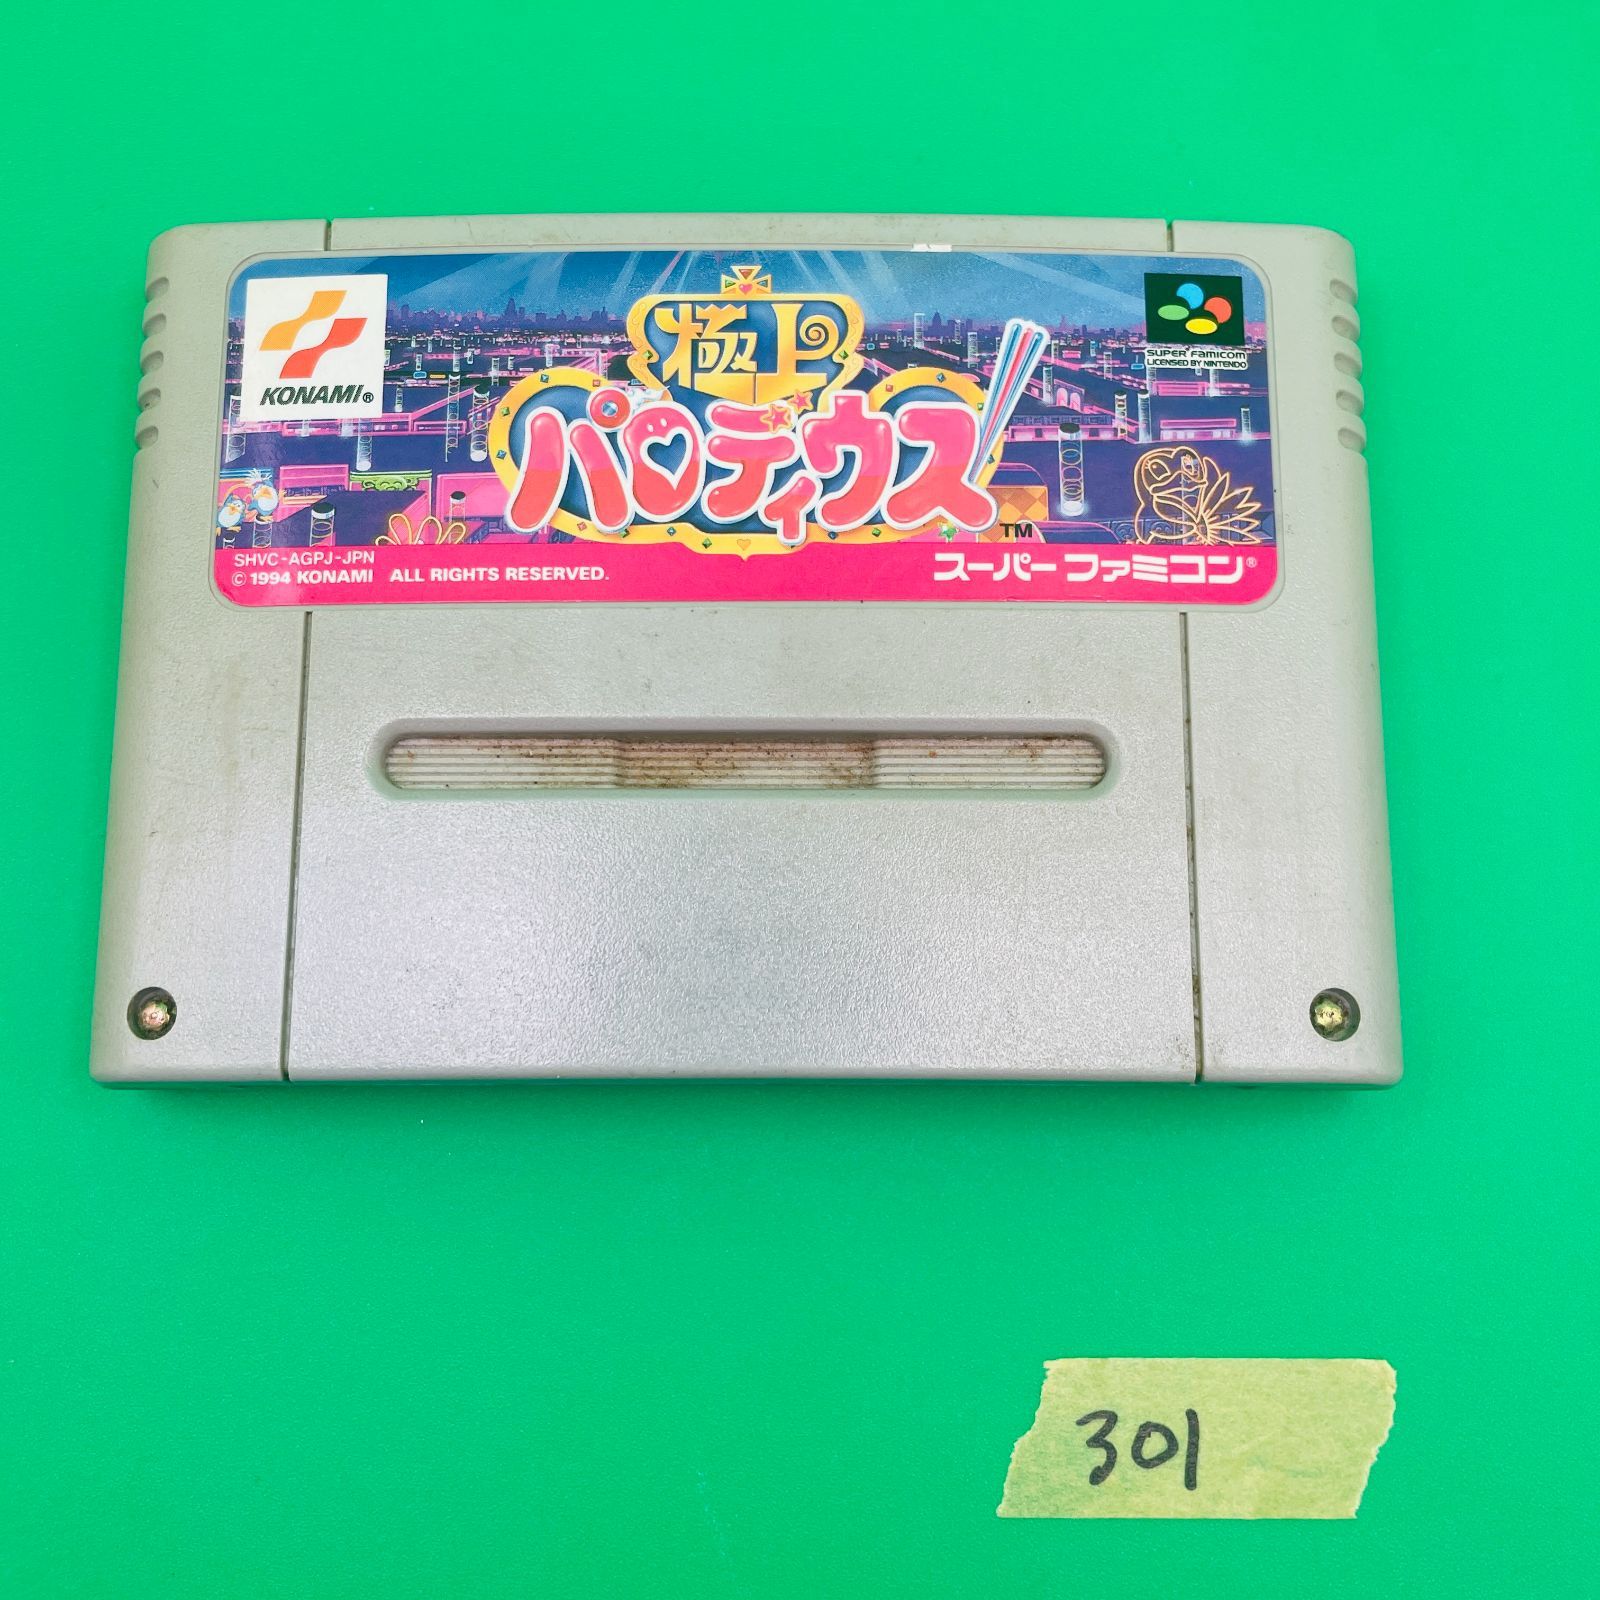 KONAMI®
極上
パロディウス!
TM
SUPER FAMICOM
LICENSED BY NINTENDO
SHVC-AGPJ-JPN
© 1994 KONAMI ALL RIGHTS RESERVED.
スーパーファミコン®
301